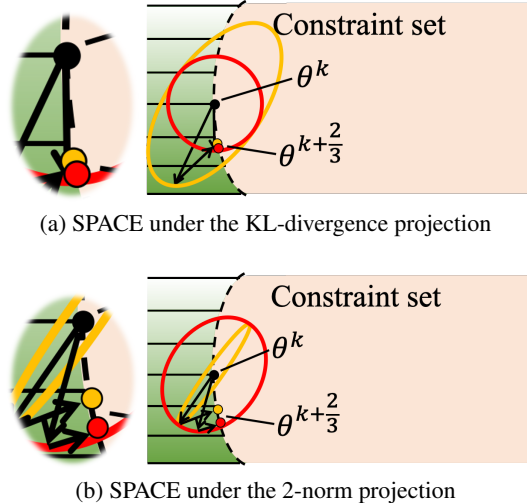 Constraint set
θ^k
θ^{k+2/3}
(a) SPACE under the KL-divergence projection
Constraint set
θ^k
θ^{k+2/3}
(b) SPACE under the 2-norm projection